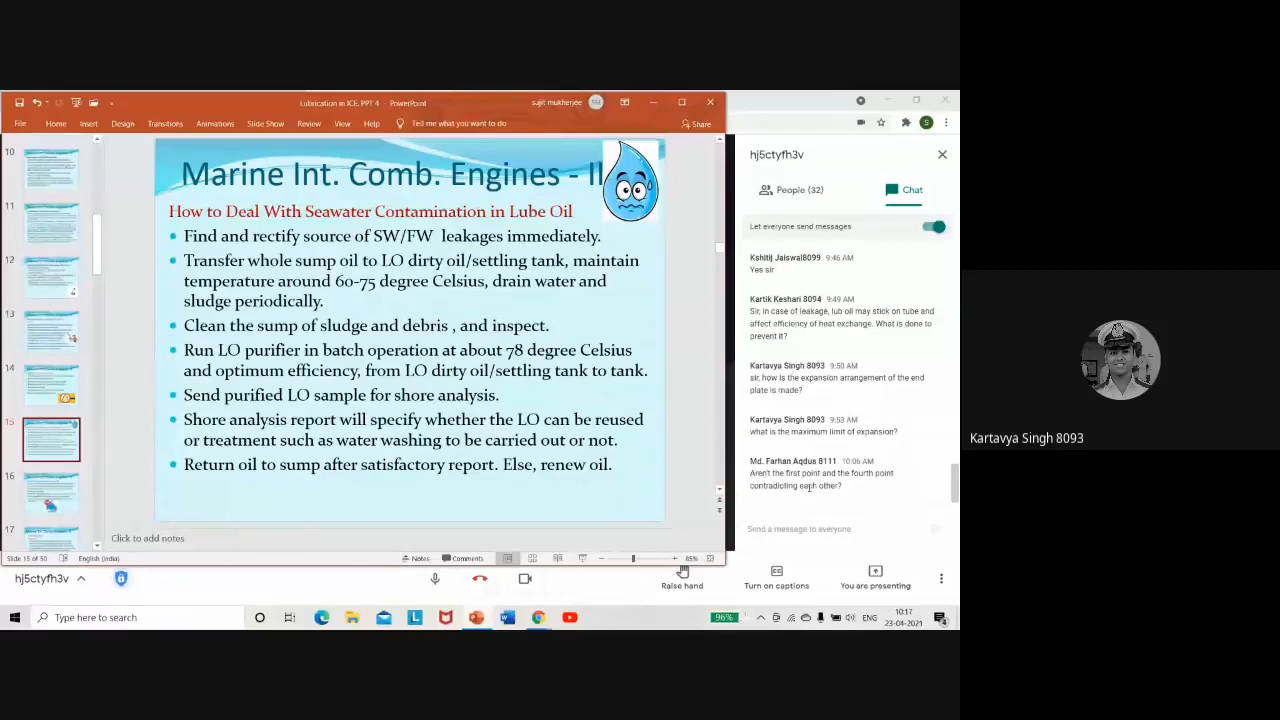 Lubrication in ICE. PPT 4 - PowerPoint
sujit mukherjee
SM
File Home Insert Design Transitions Animations Slide Show Review View Help Tell me what you want to do Share
10
11
12
13
14
15
16
17
Marine Int. Comb. Engines - II
How to Deal With Seawater Contamination in Lube Oil
• Find and rectify source of SW/FW leakages immediately.
• Transfer whole sump oil to LO dirty oil/settling tank, maintain
temperature around 60-75 degree Celsius, drain water and
sludge periodically.
• Clean the sump of sludge and debris , and inspect.
• Run LO purifier in batch operation at about 78 degree Celsius
and optimum efficiency, from LO dirty oil/settling tank to tank.
• Send purified LO sample for shore analysis.
• Shore analysis report will specify whether the LO can be reused
or treatment such as water washing to be carried out or not.
• Return oil to sump after satisfactory report. Else, renew oil.
Click to add notes
Slide 15 of 50 English (India) Notes Comments 85%
S
hj5ctyfh3v
People (32) Chat
Let everyone send messages
Kshitij Jaiswal8099 9:46 AM
Yes sir
Kartik Keshari 8094 9:49 AM
Sir, in case of leakage, lub oil may stick on tube and
affect efficiency of heat exchange. What is done to
prevent it?
Kartavya Singh 8093 9:50 AM
sir, how is the expansion arrangement of the end
plate is made?
Kartavya Singh 8093 9:53 AM
what is the maximum limit of expansion?
Md. Farhan Aqdus 8111 10:06 AM
Aren't the first point and the fourth point
contradicting each other?
Send a message to everyone
Kartavya Singh 8093
hj5ctyfh3v
Raise hand Turn on captions You are presenting
Type here to search
96% ENG
10:17
23-04-2021